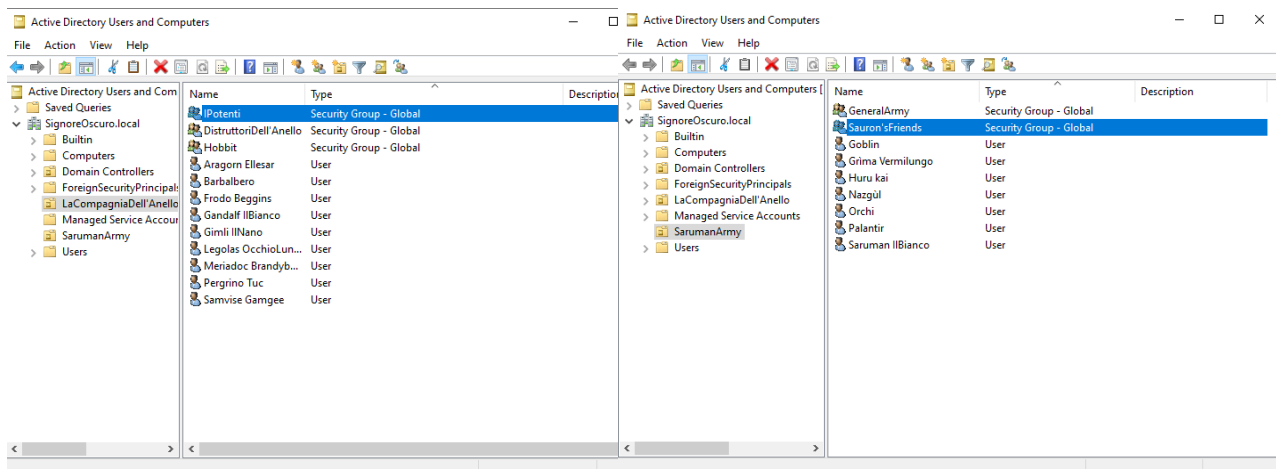 Active Directory Users and Computers
File Action View Help
Active Directory Users and Com
Saved Queries
SignoreOscuro.local
Builtin
Computers
Domain Controllers
ForeignSecurityPrincipals
LaCompagniaDell'Anello
Managed Service Accour
SarumanArmy
Users
Name Type Description
IPotenti Security Group - Global
DistruttoriDell'Anello Security Group - Global
Hobbit Security Group - Global
Aragorn Ellesar User
Barbalbero User
Frodo Beggins User
Gandalf IlBianco User
Gimli IlNano User
Legolas OcchioLun... User
Meriadoc Brandyb... User
Pergrino Tuc User
Samvise Gamgee User
Active Directory Users and Computers
File Action View Help
Active Directory Users and Computers [
Saved Queries
SignoreOscuro.local
Builtin
Computers
Domain Controllers
ForeignSecurityPrincipals
LaCompagniaDell'Anello
Managed Service Accounts
SarumanArmy
Users
Name Type Description
GeneralArmy Security Group - Global
Sauron'sFriends Security Group - Global
Goblin User
Grìma Vermilungo User
Huru kai User
Nazgùl User
Orchi User
Palantir User
Saruman IlBianco User